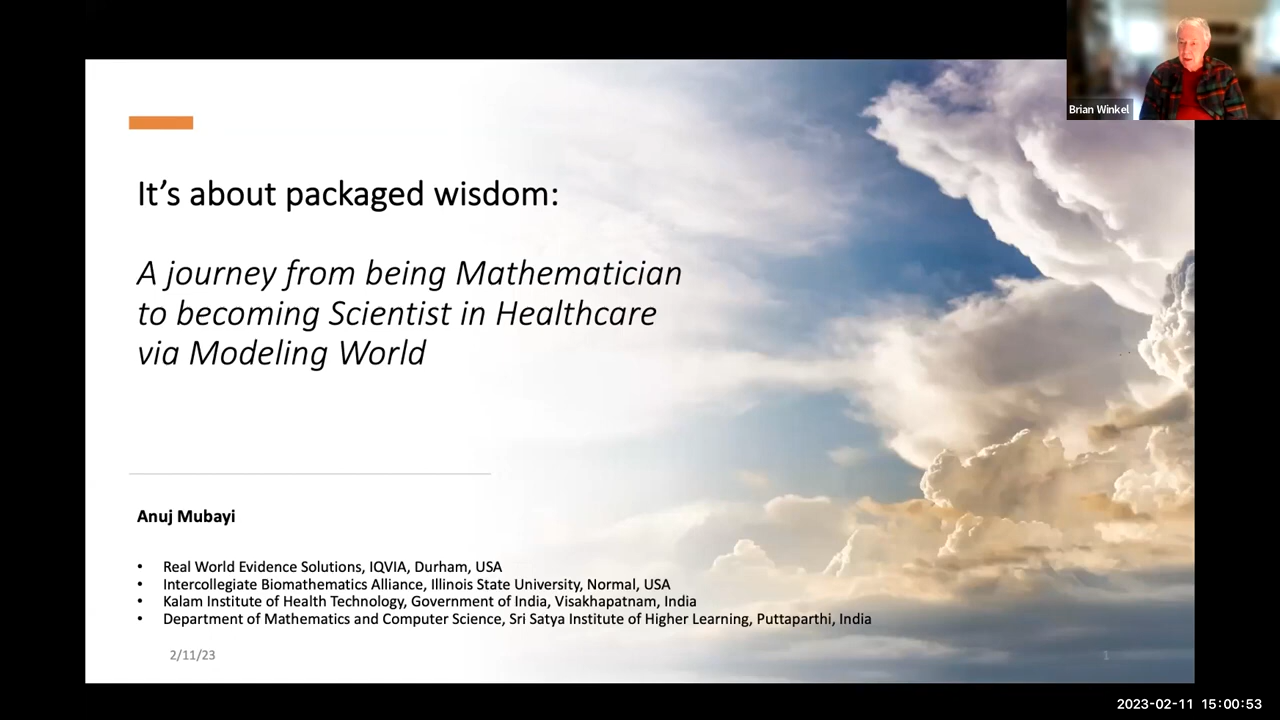 Brian Winkel
It's about packaged wisdom:
A journey from being Mathematician
to becoming Scientist in Healthcare
via Modeling World
Anuj Mubayi
• Real World Evidence Solutions, IQVIA, Durham, USA
• Intercollegiate Biomathematics Alliance, Illinois State University, Normal, USA
• Kalam Institute of Health Technology, Government of India, Visakhapatnam, India
• Department of Mathematics and Computer Science, Sri Satya Institute of Higher Learning, Puttaparthi, India
2/11/23
1
2023-02-11 15:00:53